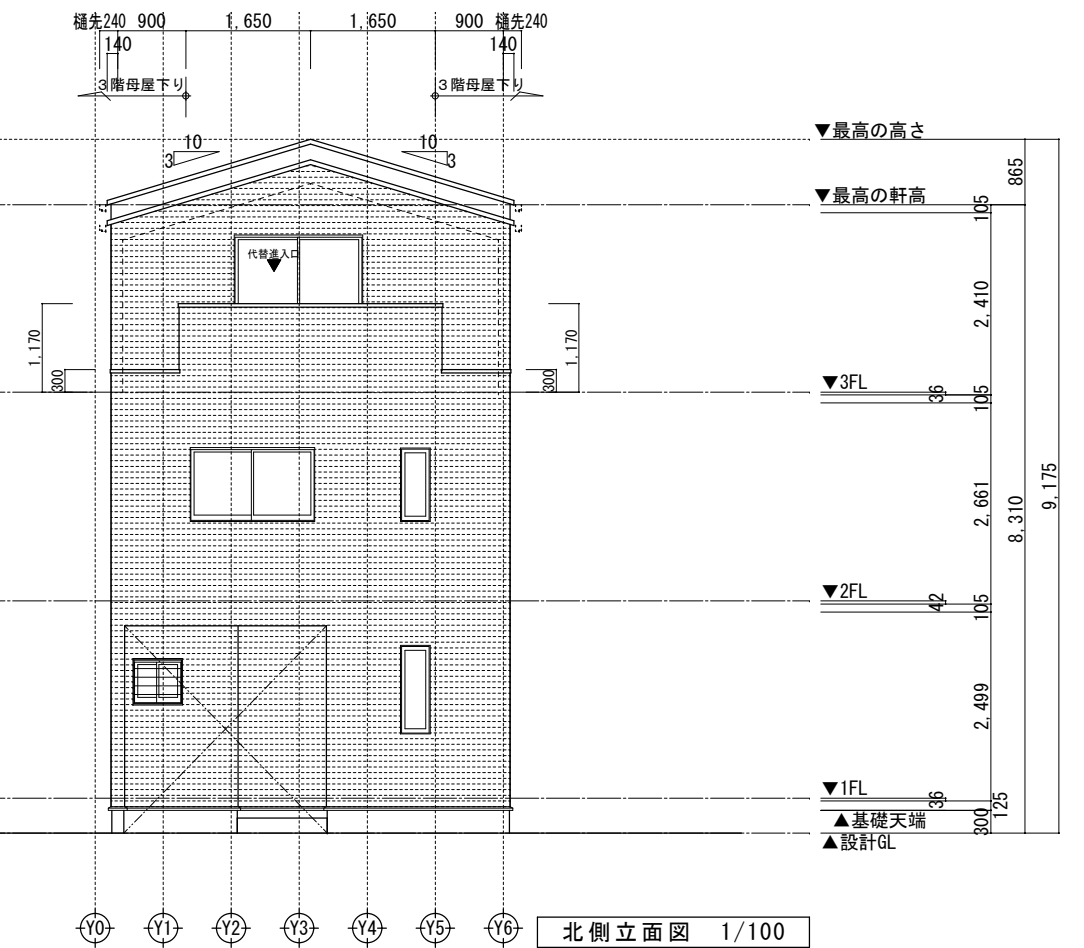 樋先240 900 1,650 1,650 900 樋先240
140 140
3階母屋下り 3階母屋下り
▼最高の高さ
10 10
3 3
865
▼最高の軒高
105
代替進入口
2,410
1,170 1,170
300 300
▼3FL
36
105
2,661
8,310
9,175
▼2FL
42
105
2,499
▼1FL
36
125
300
▲基礎天端
▲設計GL
Y0 Y1 Y2 Y3 Y4 Y5 Y6
北側立面図 1/100